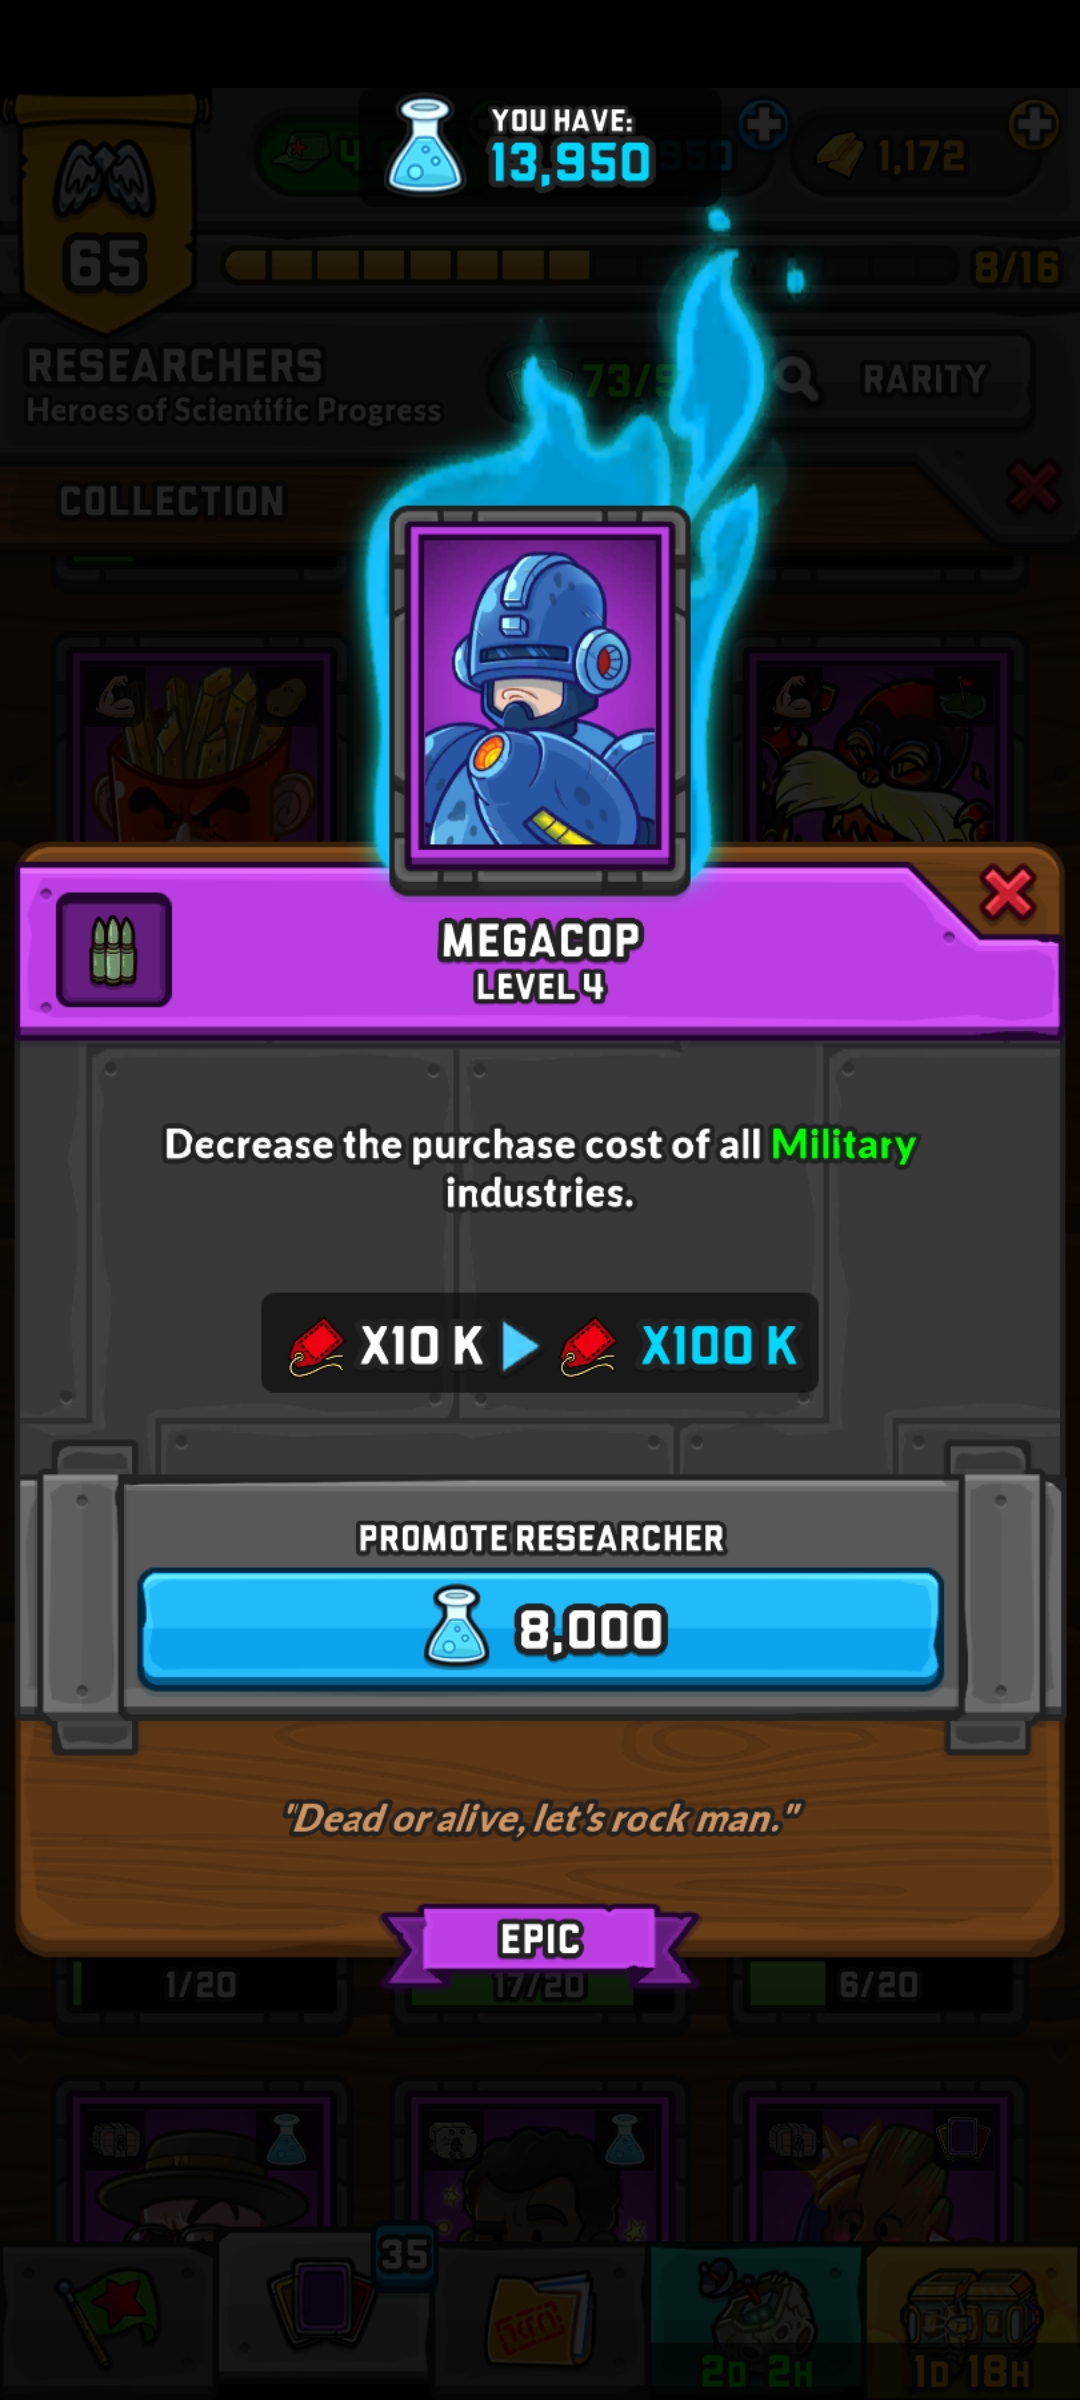 YOU HAVE:
13,950
1,172
65
8/16
RESEARCHERS
Heroes of Scientific Progress
RARITY
COLLECTION
MEGACOP
LEVEL 4
Decrease the purchase cost of all Military
industries.
X10 K
X100 K
PROMOTE RESEARCHER
8,000
"Dead or alive, let's rock man."
EPIC
1/20
17/20
6/20
35
2D 2H
1D 18H